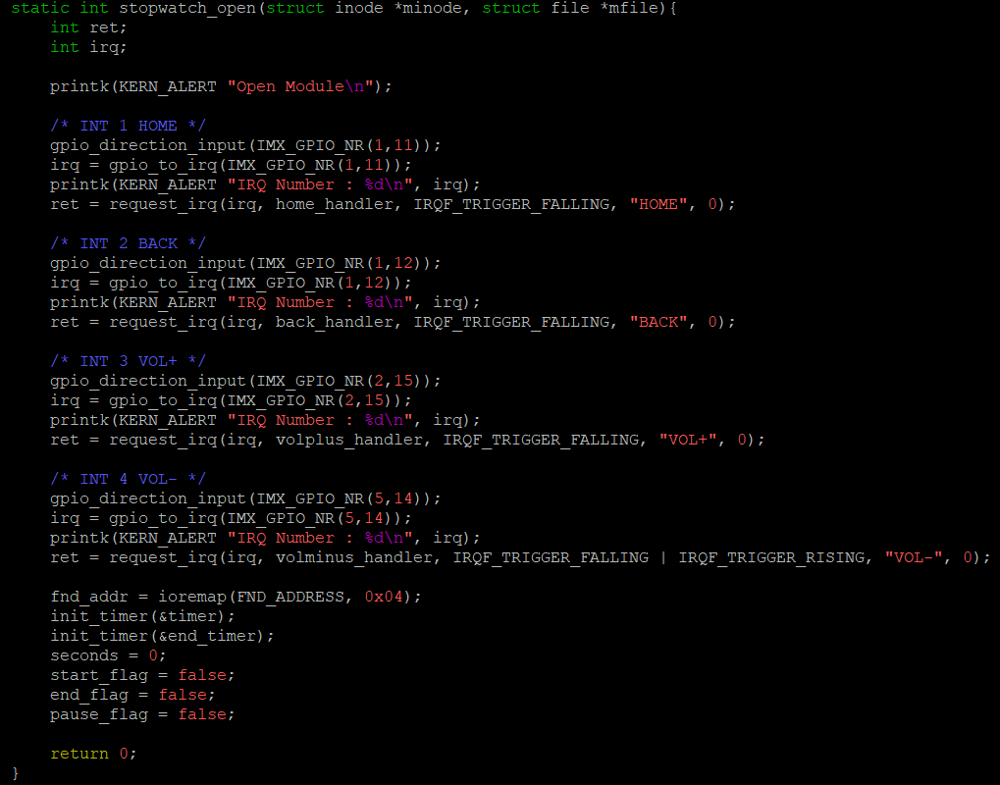 static int stopwatch_open(struct inode *minode, struct file *mfile){
    int ret;
    int irq;

    printk(KERN_ALERT "Open Module\n");

    /* INT 1 HOME */
    gpio_direction_input(IMX_GPIO_NR(1,11));
    irq = gpio_to_irq(IMX_GPIO_NR(1,11));
    printk(KERN_ALERT "IRQ Number : %d\n", irq);
    ret = request_irq(irq, home_handler, IRQF_TRIGGER_FALLING, "HOME", 0);

    /* INT 2 BACK */
    gpio_direction_input(IMX_GPIO_NR(1,12));
    irq = gpio_to_irq(IMX_GPIO_NR(1,12));
    printk(KERN_ALERT "IRQ Number : %d\n", irq);
    ret = request_irq(irq, back_handler, IRQF_TRIGGER_FALLING, "BACK", 0);

    /* INT 3 VOL+ */
    gpio_direction_input(IMX_GPIO_NR(2,15));
    irq = gpio_to_irq(IMX_GPIO_NR(2,15));
    printk(KERN_ALERT "IRQ Number : %d\n", irq);
    ret = request_irq(irq, volplus_handler, IRQF_TRIGGER_FALLING, "VOL+", 0);

    /* INT 4 VOL- */
    gpio_direction_input(IMX_GPIO_NR(5,14));
    irq = gpio_to_irq(IMX_GPIO_NR(5,14));
    printk(KERN_ALERT "IRQ Number : %d\n", irq);
    ret = request_irq(irq, volminus_handler, IRQF_TRIGGER_FALLING | IRQF_TRIGGER_RISING, "VOL-", 0);

    fnd_addr = ioremap(FND_ADDRESS, 0x04);
    init_timer(&timer);
    init_timer(&end_timer);
    seconds = 0;
    start_flag = false;
    end_flag = false;
    pause_flag = false;

    return 0;
}